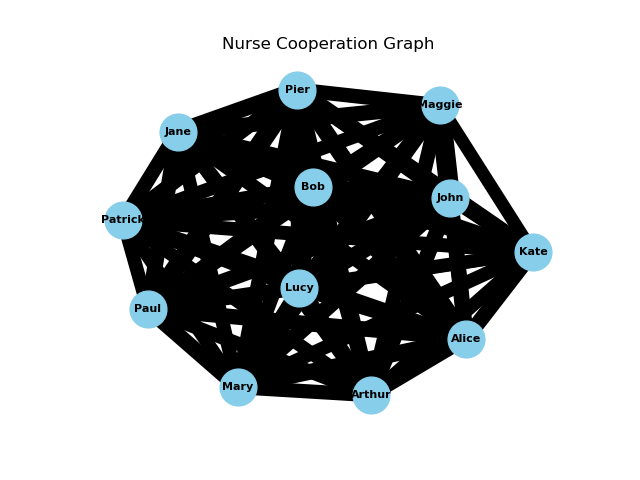 Nurse Cooperation Graph
Pier
Maggie
Jane
Bob
John
Patrick
Kate
Lucy
Paul
Alice
Mary
Arthur